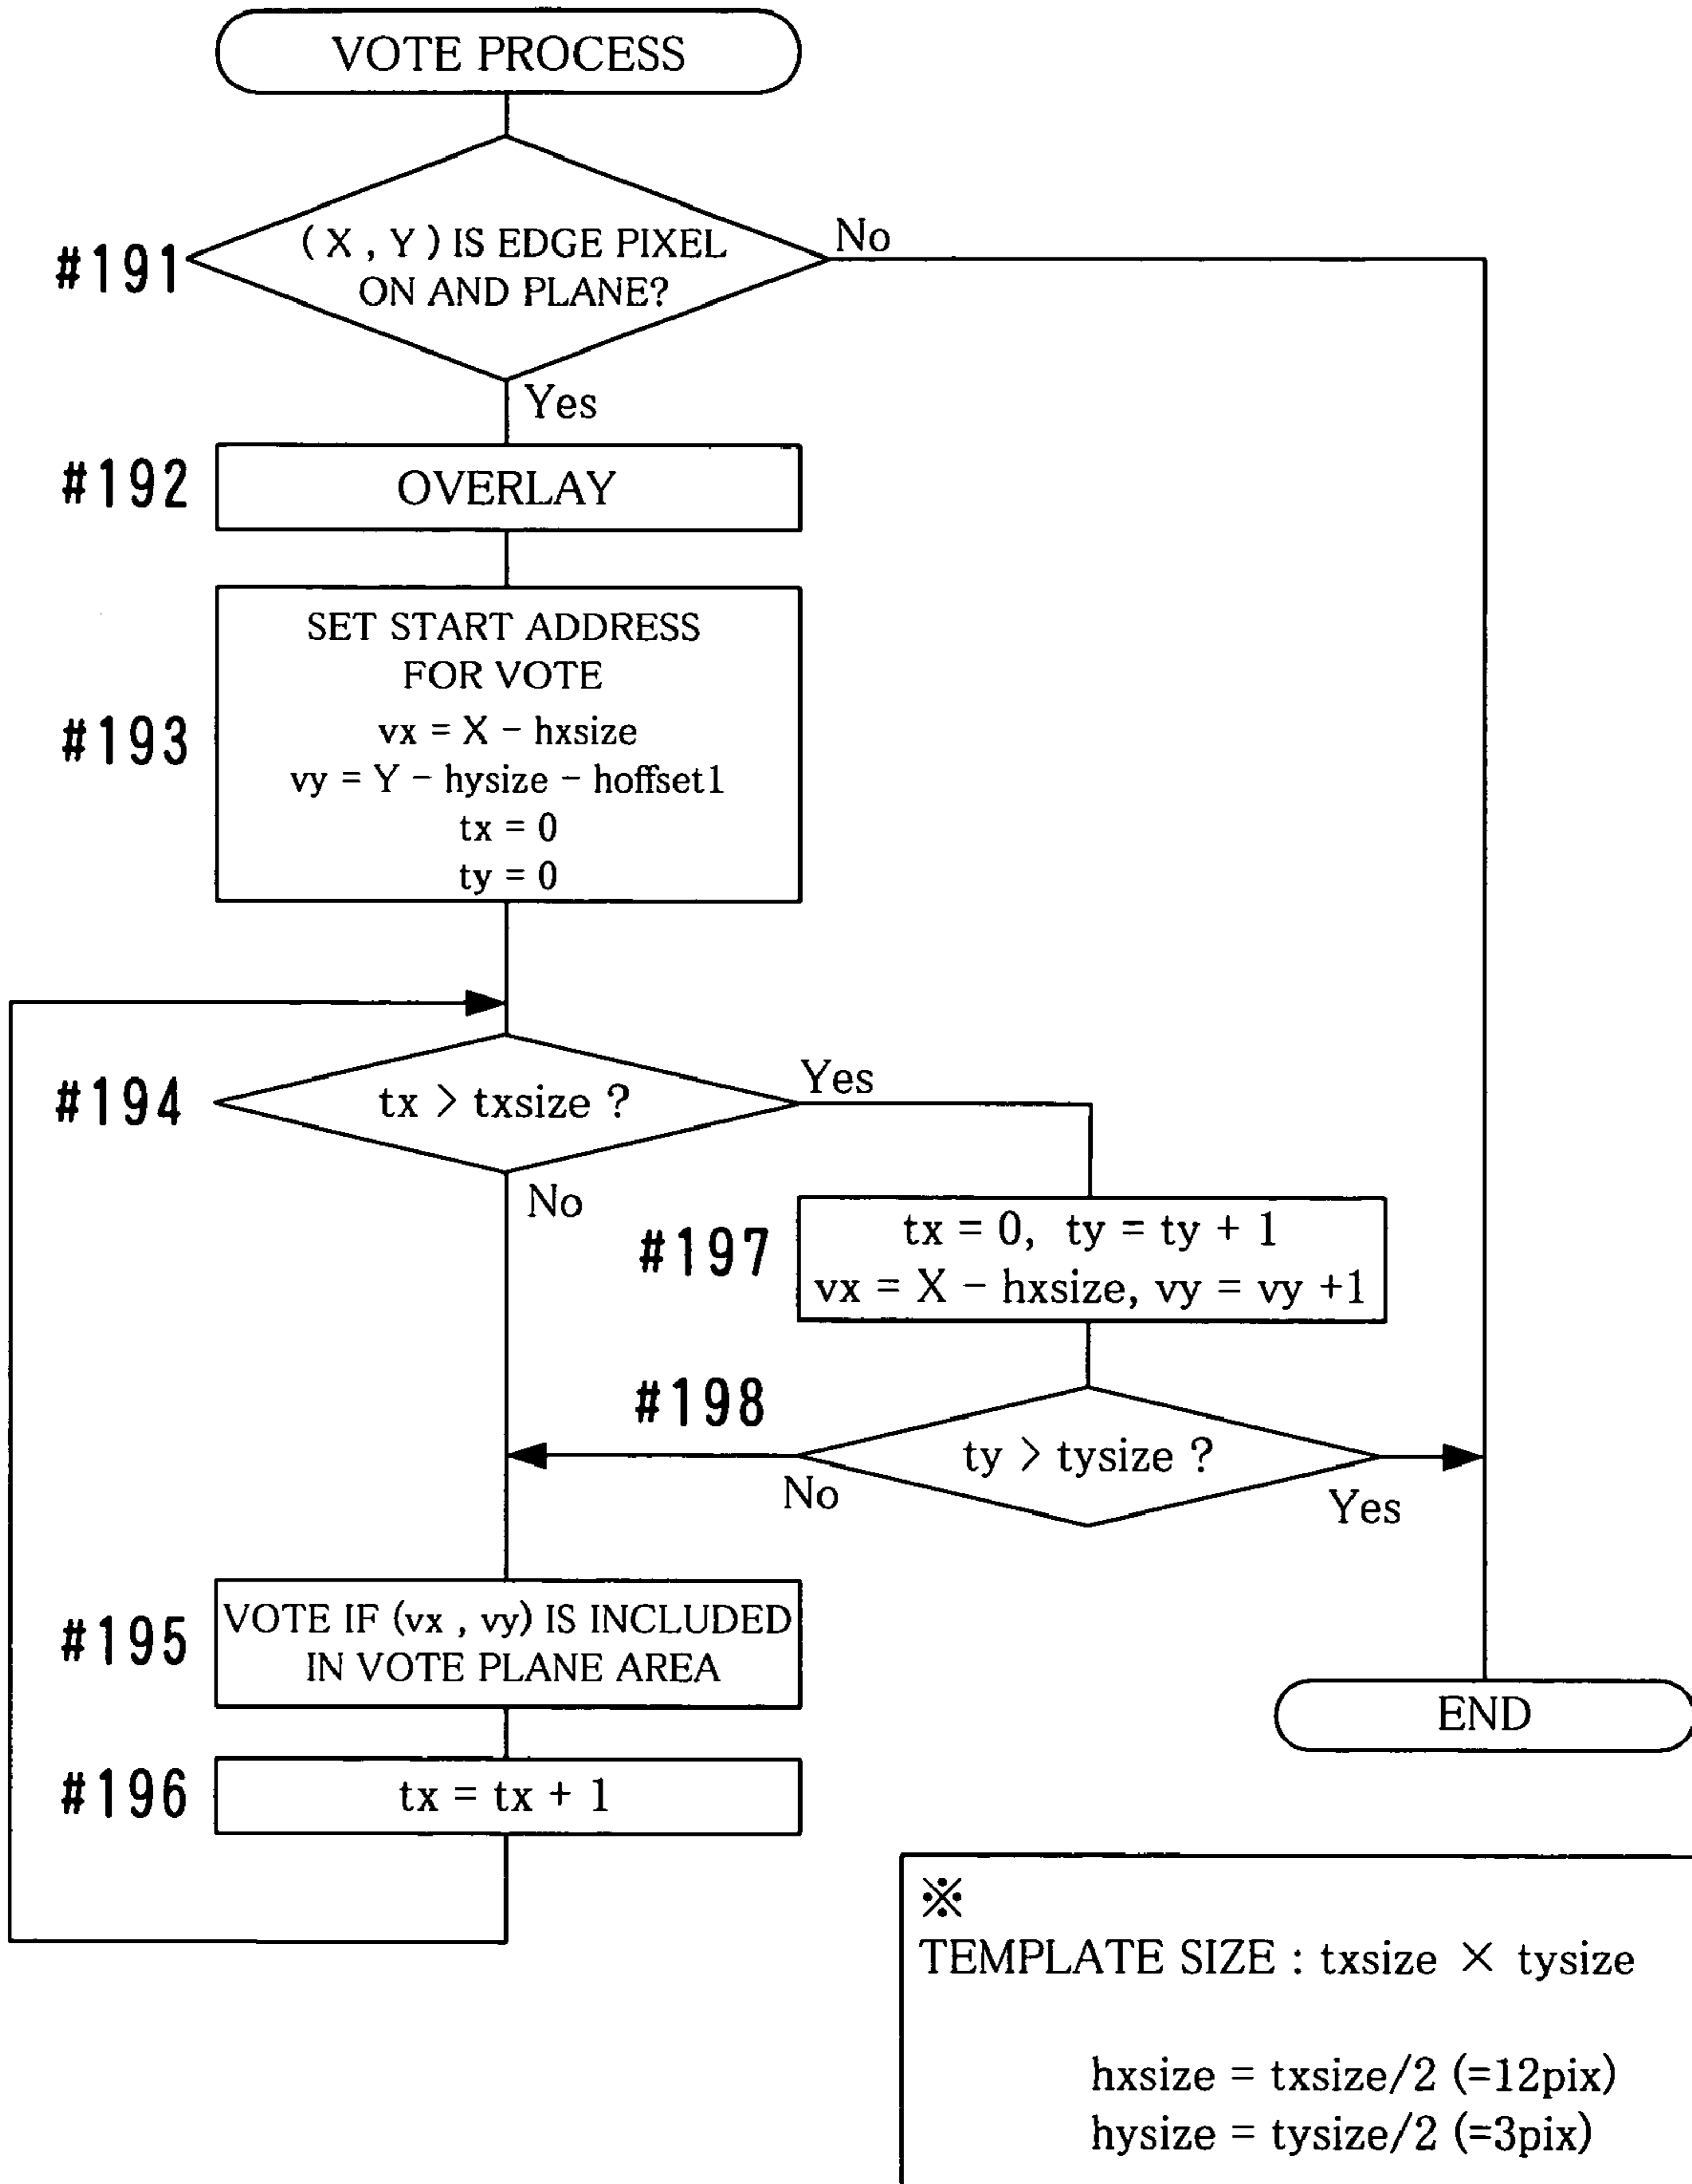 VOTE PROCESS
#191
( X , Y ) IS EDGE PIXEL
ON AND PLANE?
No
Yes
#192
OVERLAY
#193
SET START ADDRESS
FOR VOTE
vx = X − hxsize
vy = Y − hysize − hoffset1
tx = 0
ty = 0
#194
tx > txsize ?
Yes
No
#197
tx = 0, ty = ty + 1
vx = X − hxsize, vy = vy +1
#198
ty > tysize ?
No
Yes
#195
VOTE IF (vx , vy) IS INCLUDED
IN VOTE PLANE AREA
END
#196
tx = tx + 1
※
TEMPLATE SIZE : txsize × tysize
hxsize = txsize/2 (=12pix)
hysize = tysize/2 (=3pix)